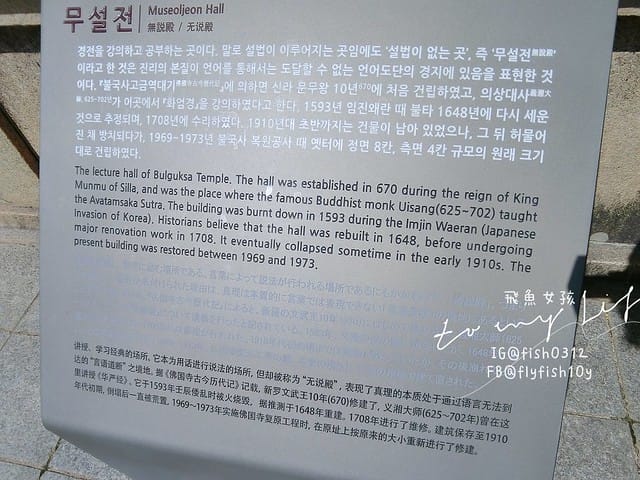 무설전
Museoljeon Hall
無説殿 / 无说殿
경전을 강의하고 공부하는 곳이다. 말로 설법이 이루어지는 곳임에도 '설법이 없는 곳', 즉 '무설전無說殿'
이라고 한 것은 진리의 본질이 언어를 통해서는 도달할 수 없는 언어도단의 경지에 있음을 표현한 것
이다. 『불국사고금역대기』에 의하면 신라 문무왕 10년670에 처음 건립하였고, 의상대사義湘大
師, 625~702년가 이곳에서 『화엄경』을 강의하였다고 한다. 1593년 임진왜란 때 불타 1648년에 다시 세운
것으로 추정되며, 1708년에 수리하였다. 1910년대 초반까지는 건물이 남아 있었으나, 그 뒤 허물어
진 채 방치되다가, 1969~1973년 불국사 복원공사 때 옛터에 정면 8칸, 측면 4칸 규모의 원래 크기
대로 건립하였다.
The lecture hall of Bulguksa Temple. The hall was established in 670 during the reign of King
Munmu of Silla, and was the place where the famous Buddhist monk Uisang(625~702) taught
the Avatamsaka Sutra. The building was burnt down in 1593 during the Imjin Waeran (Japanese
Invasion of Korea). Historians believe that the hall was rebuilt in 1648, before undergoing
major renovation work in 1708. It eventually collapsed sometime in the early 1910s. The
present building was restored between 1969 and 1973.
讲授、学习经典的场所, 它本为用话进行说法的场所, 但却被称为"无说殿", 表现了真理的本质处于通过语言无法到
达的"言语道断"之境地。据《佛国寺古今历代记》记载, 新罗文武王10年(670)修建了, 义湘大师(625~702年)曾在这
里讲授《华严经》、它于1593年壬辰倭乱时被火烧毁, 据推测于1648年重建。1708年进行了维修。建筑保存至1910
年代初期, 倒塌后一直被荒置。1969~1973年实施佛国寺复原工程时, 在原址上按原来的大小重新进行了修建。
飛魚女孩
to my life
IG@fish0312
FB@flyfish10y